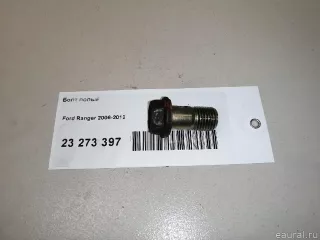 Болт полый
Ford Ranger 2006-2012
23 273 397
eaural.ru